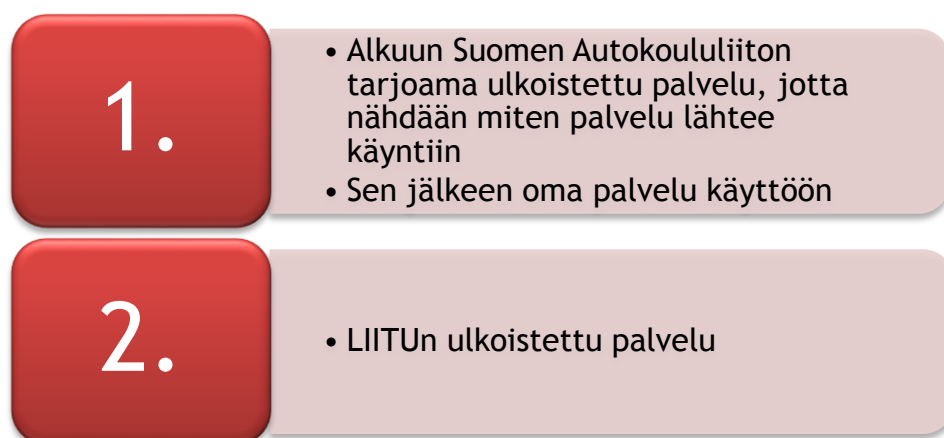 1.
• Alkuun Suomen Autokoululiiton
tarjoama ulkoistettu palvelu, jotta
nähdään miten palvelu lähtee
käyntiin
• Sen jälkeen oma palvelu käyttöön
2.
• LIITUn ulkoistettu palvelu